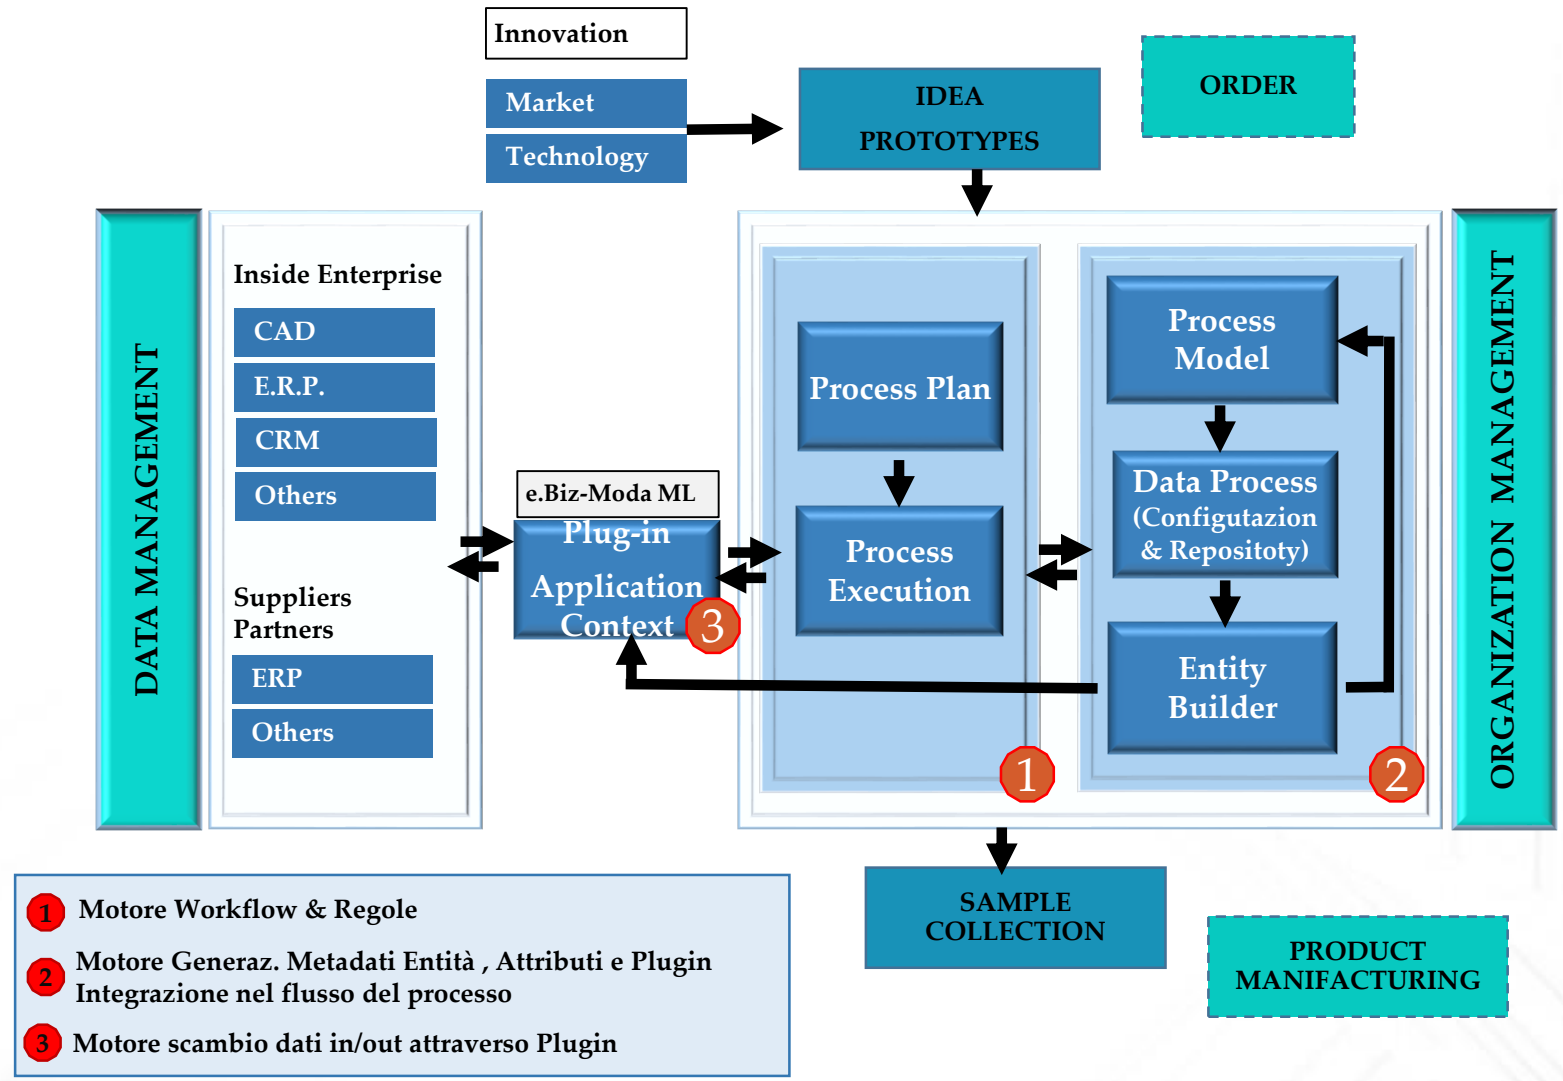 Innovation
Market
Technology
IDEA
PROTOTYPES
ORDER
DATA MANAGEMENT
Inside Enterprise
CAD
E.R.P.
CRM
Others
Suppliers
Partners
ERP
Others
e.Biz-Moda ML
Plug-in
Application
Context
3
Process Plan
Process
Execution
1
Process
Model
Data Process
(Configutazion
& Repositoty)
Entity
Builder
2
ORGANIZATION MANAGEMENT
SAMPLE
COLLECTION
PRODUCT
MANIFACTURING
1 Motore Workflow & Regole
2 Motore Generaz. Metadati Entità , Attributi e Plugin
Integrazione nel flusso del processo
3 Motore scambio dati in/out attraverso Plugin